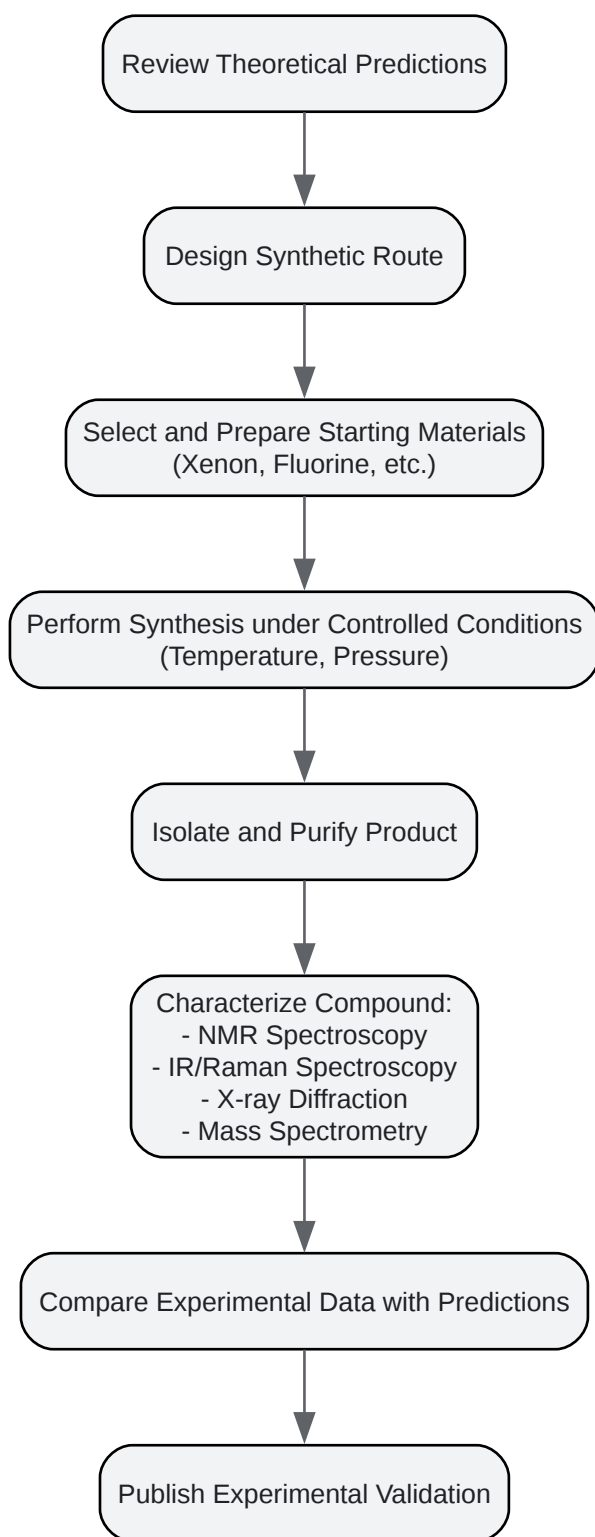 Review Theoretical Predictions
Design Synthetic Route
Select and Prepare Starting Materials
(Xenon, Fluorine, etc.)
Perform Synthesis under Controlled Conditions
(Temperature, Pressure)
Isolate and Purify Product
Characterize Compound:
- NMR Spectroscopy
- IR/Raman Spectroscopy
- X-ray Diffraction
- Mass Spectrometry
Compare Experimental Data with Predictions
Publish Experimental Validation